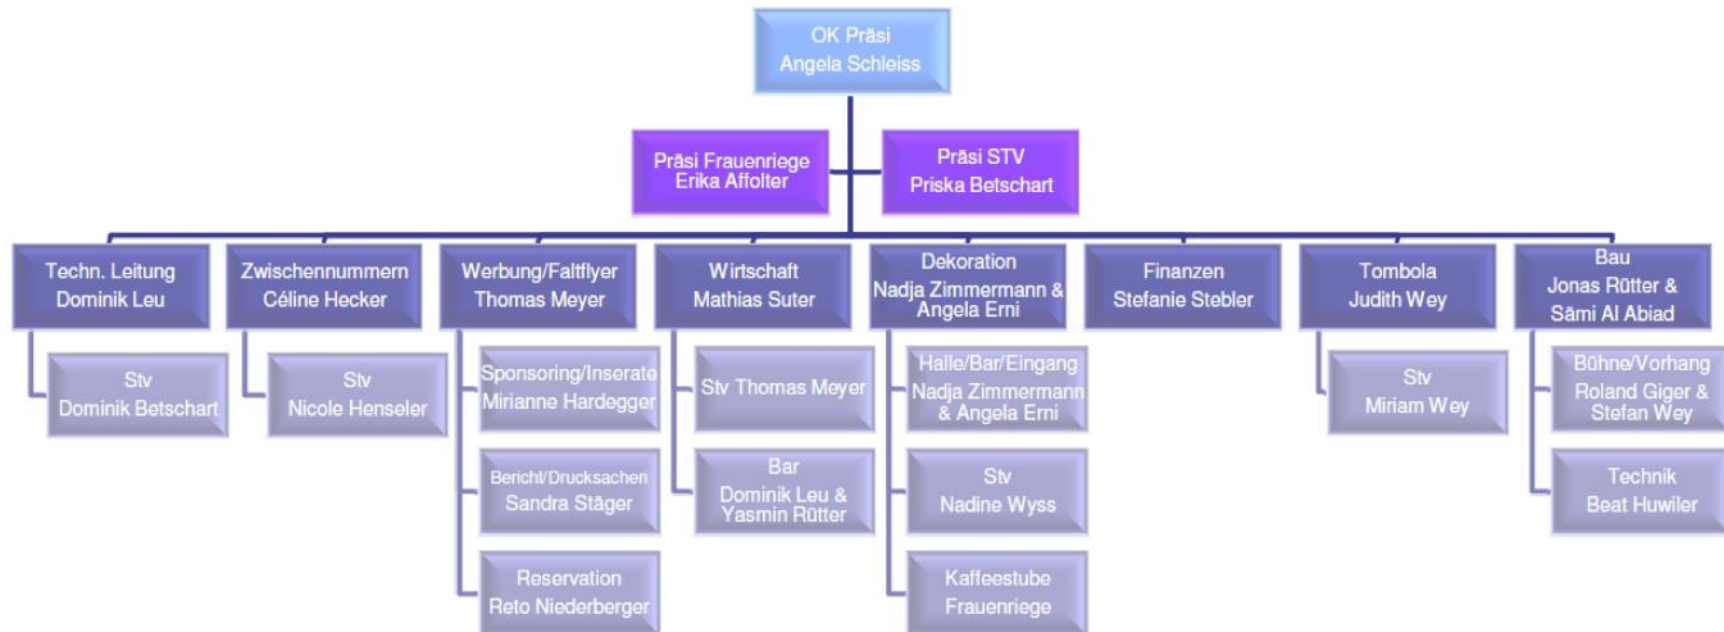 OK Präsi
Angela Schleiss
Präsi Frauenriege
Erika Affolter
Präsi STV
Priska Betschart
Techn. Leitung
Dominik Leu
Zwischennummern
Céline Hecker
Werbung/Faltflyer
Thomas Meyer
Wirtschaft
Mathias Suter
Dekoration
Nadja Zimmermann &
Angela Erni
Finanzen
Stefanie Stebler
Tombola
Judith Wey
Bau
Jonas Rütter &
Sämi Al Abiad
Stv
Dominik Betschart
Stv
Nicole Henseler
Sponsoring/Inserate
Mirianne Hardegger
Bericht/Drucksachen
Sandra Stäger
Reservation
Reto Niederberger
Stv Thomas Meyer
Bar
Dominik Leu &
Yasmin Rütter
Halle/Bar/Eingang
Nadja Zimmermann
& Angela Erni
Stv
Nadine Wyss
Kaffeestube
Frauenriege
Stv
Miriam Wey
Bühne/Vorhang
Roland Giger &
Stefan Wey
Technik
Beat Huwiler